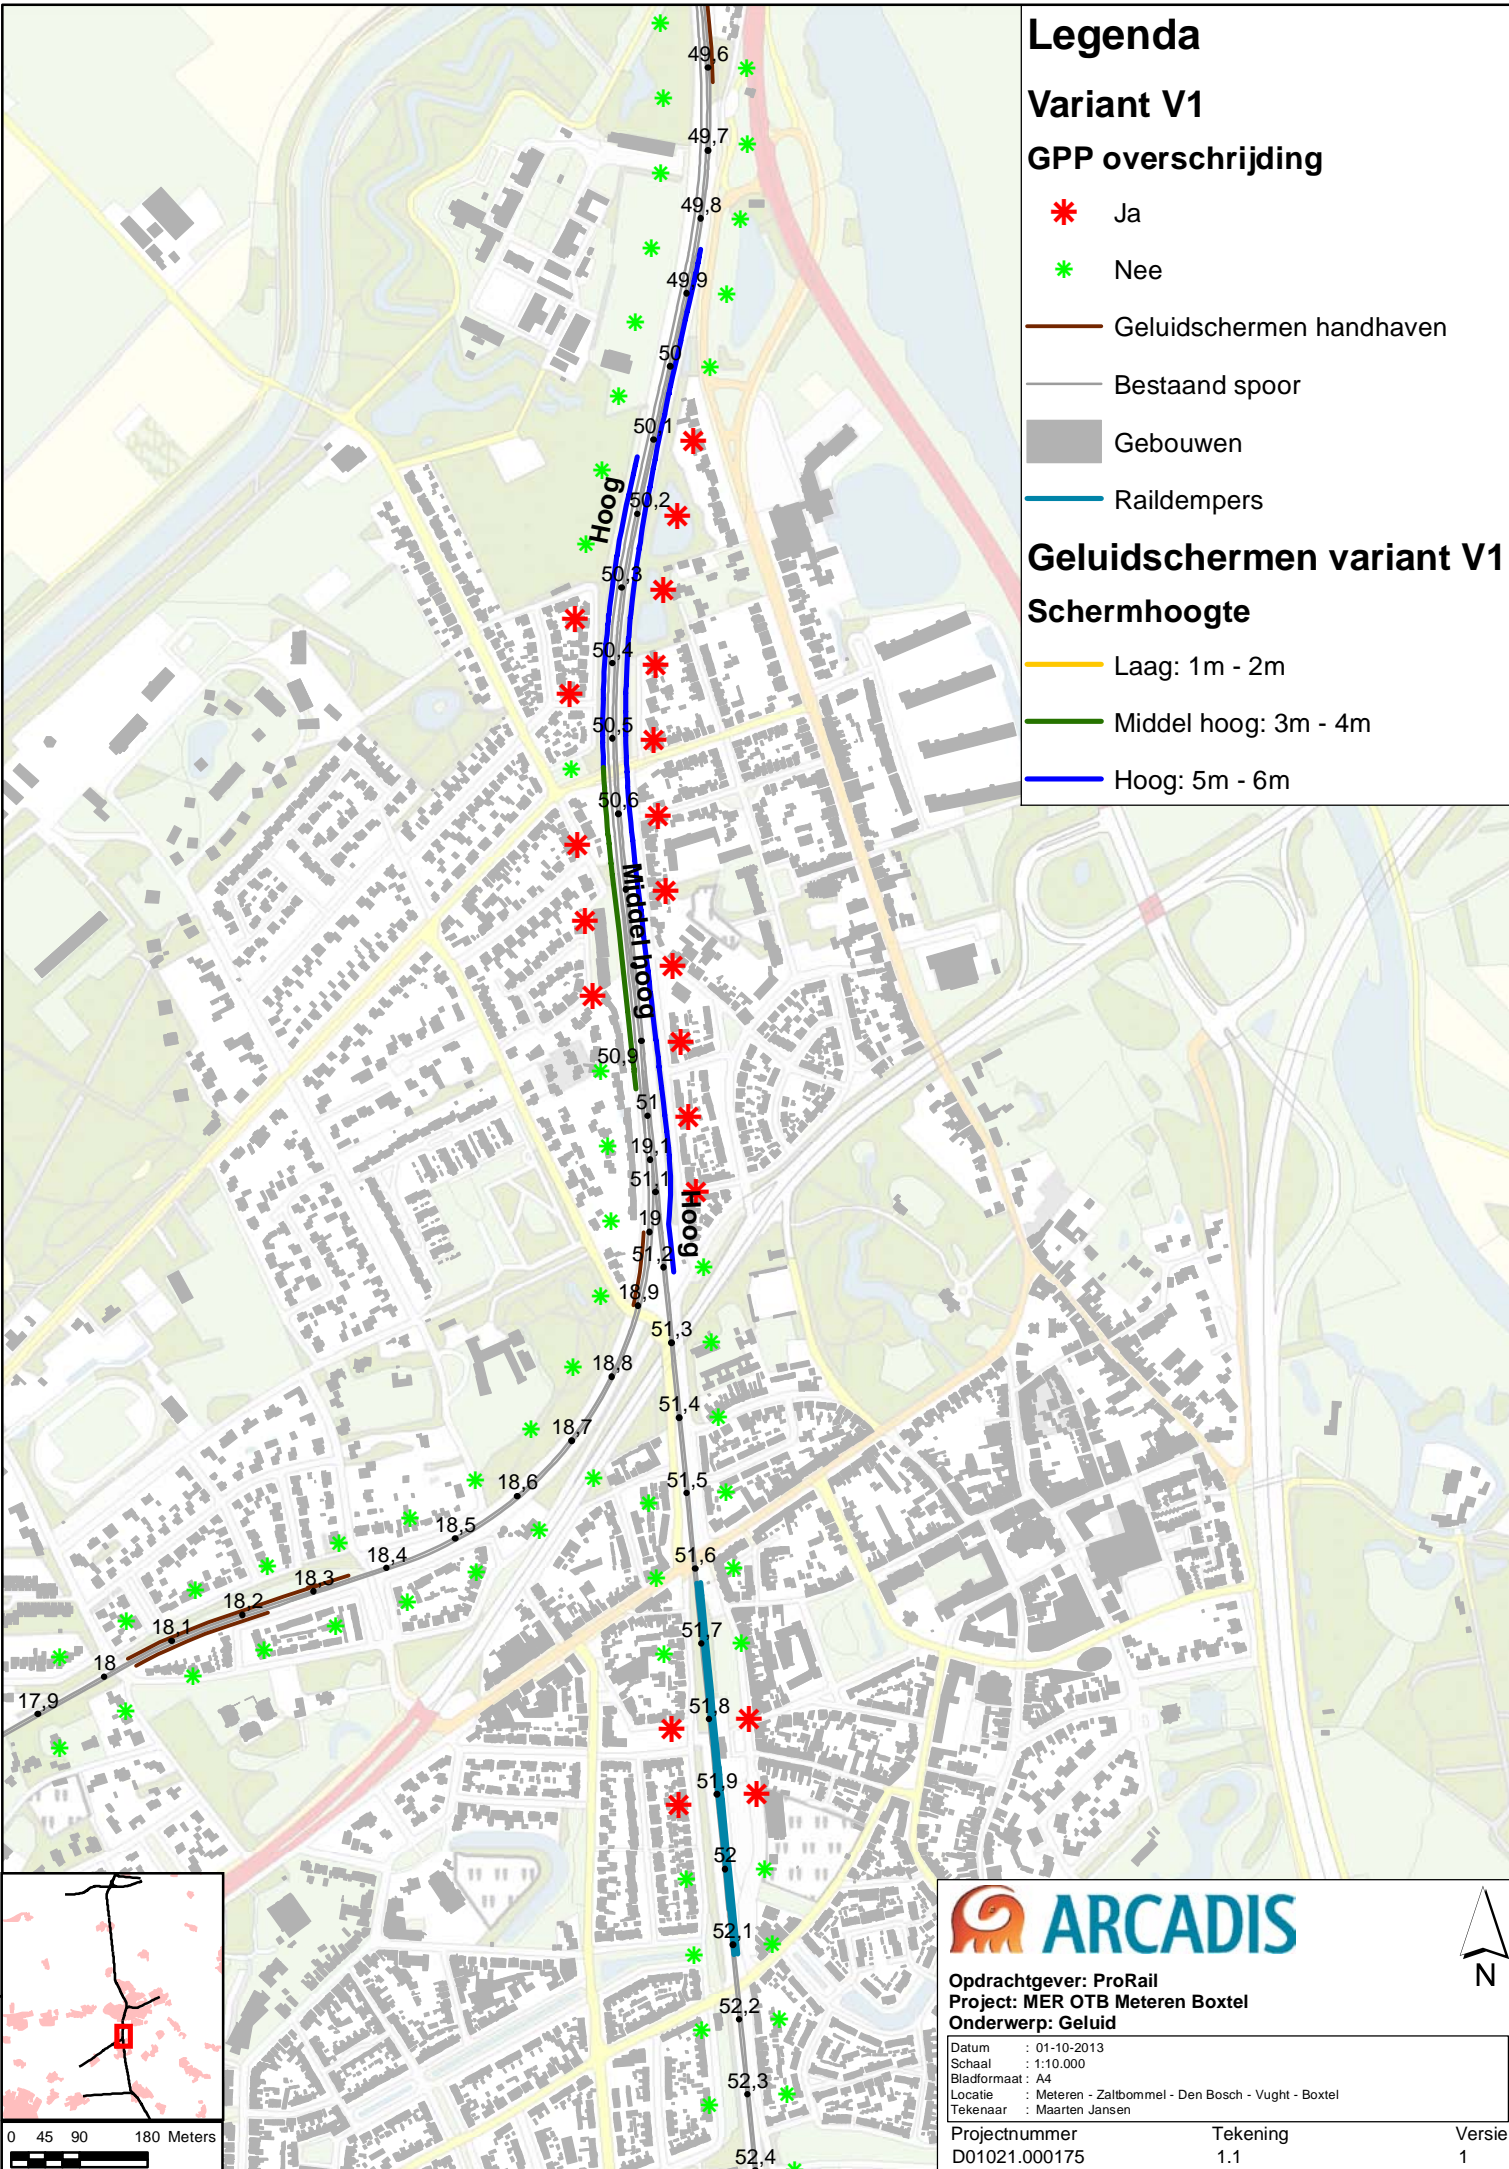 Legenda
Variant V1
GPP overschrijding
Ja
Nee
Geluidschermen handhaven
Bestaand spoor
Gebouwen
Raildempers
Geluidschermen variant V1
Schermhoogte
Laag: 1m - 2m
Middel hoog: 3m - 4m
Hoog: 5m - 6m
49,6
49,7
49,8
49,9
50
50,1
Hoog
50,2
50,3
50,4
50,5
50,6
Middel hoog
50,9
51
19,1
51,1
19
Hoog
51,2
18,9
51,3
18,8
51,4
18,7
51,5
18,6
18,5
51,6
18,4
18,3
18,2
18,1
51,7
18
17,9
51,8
51,9
52
52,1
52,2
52,3
52,4
0 45 90 180 Meters
ARCADIS
N
Opdrachtgever: ProRail
Project: MER OTB Meteren Boxtel
Onderwerp: Geluid
Datum : 01-10-2013
Schaal : 1:10.000
Bladformaat : A4
Locatie : Meteren - Zaltbommel - Den Bosch - Vught - Boxtel
Tekenaar : Maarten Jansen
Projectnummer Tekening Versie
D01021.000175 1.1 1